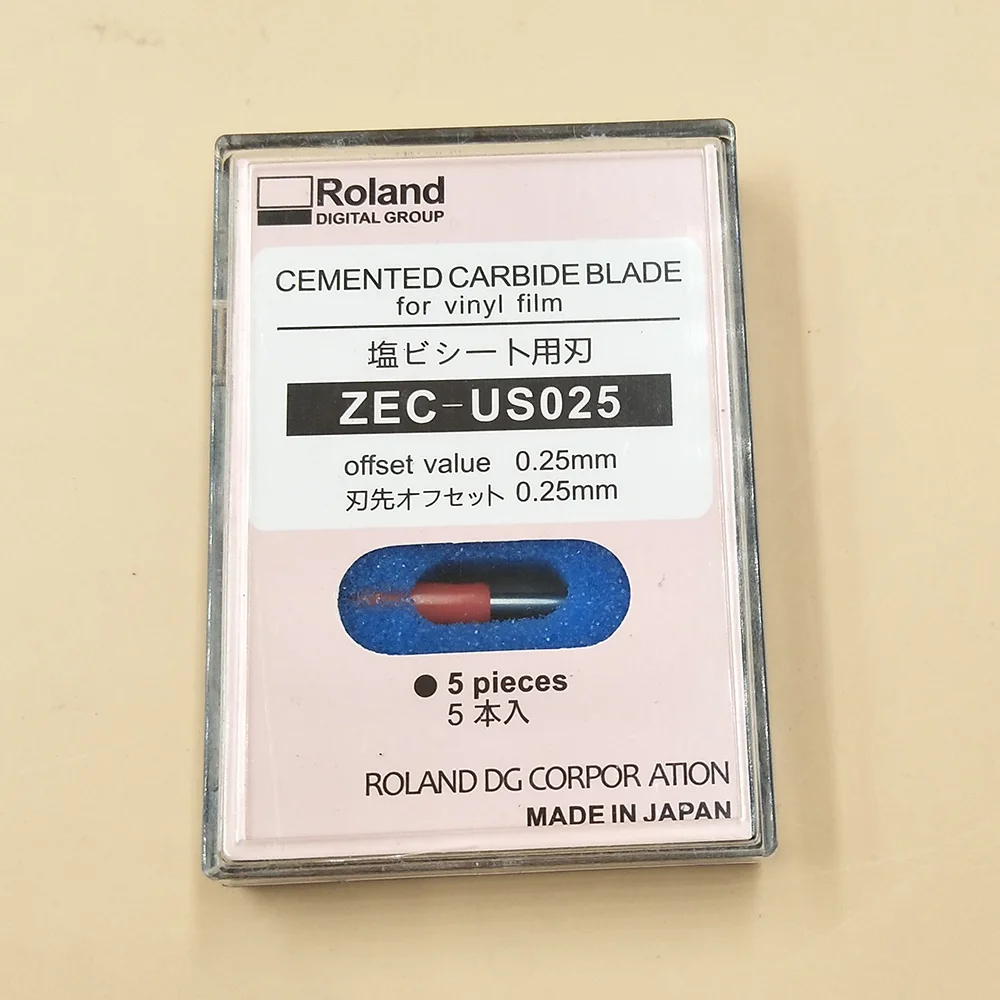 Roland
DIGITAL GROUP
CEMENTED CARBIDE BLADE
for vinyl film
塩ビシート用刃
ZEC-US025
offset value 0.25mm
刃先オフセット 0.25mm
● 5 pieces
5 本入
ROLAND DG CORPOR ATION
MADE IN JAPAN